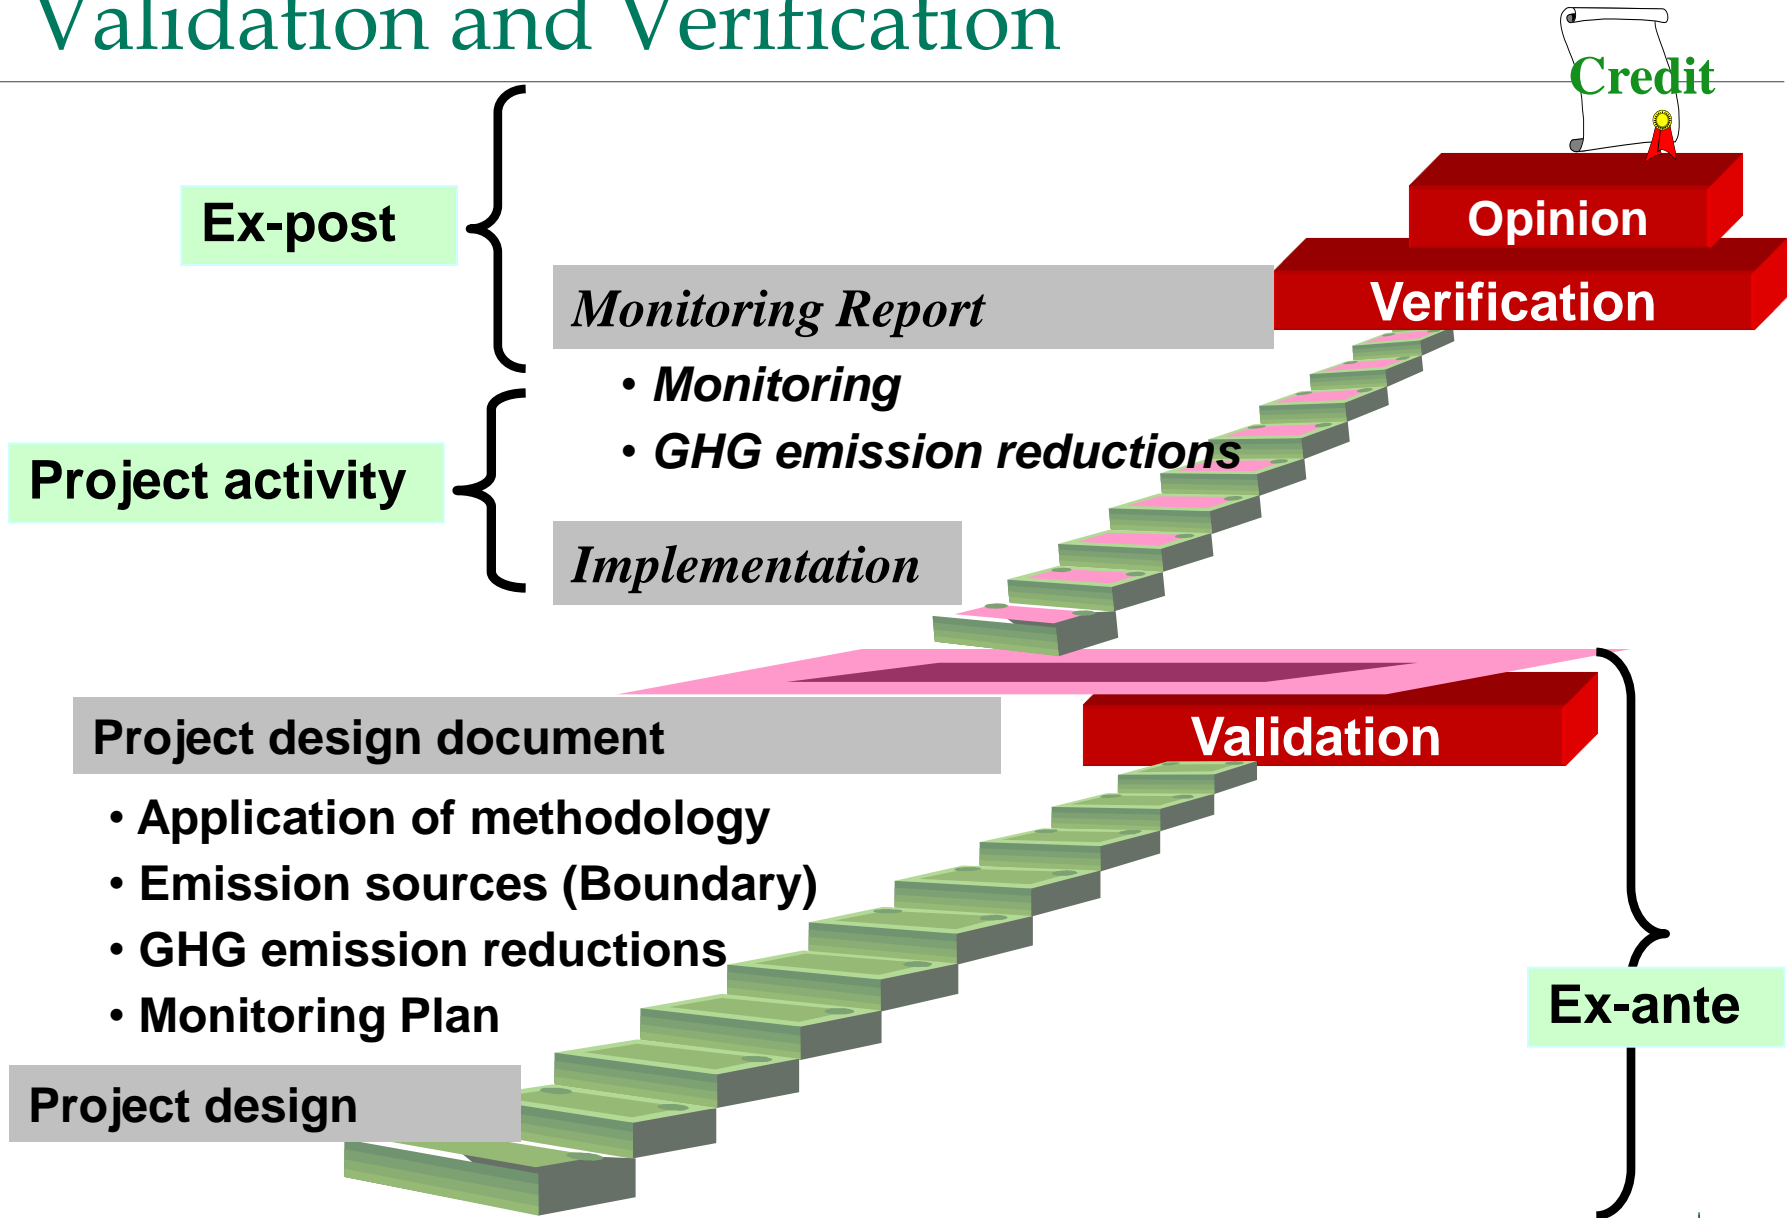 Validation and Verification
Credit
Opinion
Ex-post
Verification
Monitoring Report
• Monitoring
• GHG emission reductions
Project activity
Implementation
Project design document
Validation
• Application of methodology
• Emission sources (Boundary)
• GHG emission reductions
• Monitoring Plan
Ex-ante
Project design